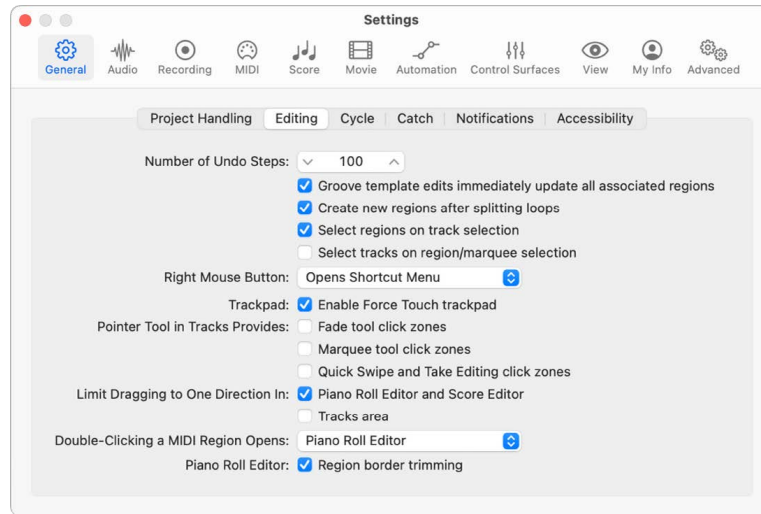 Settings
General Audio Recording MIDI Score Movie Automation Control Surfaces View My Info Advanced
Project Handling Editing Cycle Catch Notifications Accessibility
Number of Undo Steps: 100
Groove template edits immediately update all associated regions
Create new regions after splitting loops
Select regions on track selection
Select tracks on region/marquee selection
Right Mouse Button: Opens Shortcut Menu
Trackpad: Enable Force Touch trackpad
Pointer Tool in Tracks Provides: Fade tool click zones
Marquee tool click zones
Quick Swipe and Take Editing click zones
Limit Dragging to One Direction In: Piano Roll Editor and Score Editor
Tracks area
Double-Clicking a MIDI Region Opens: Piano Roll Editor
Piano Roll Editor: Region border trimming